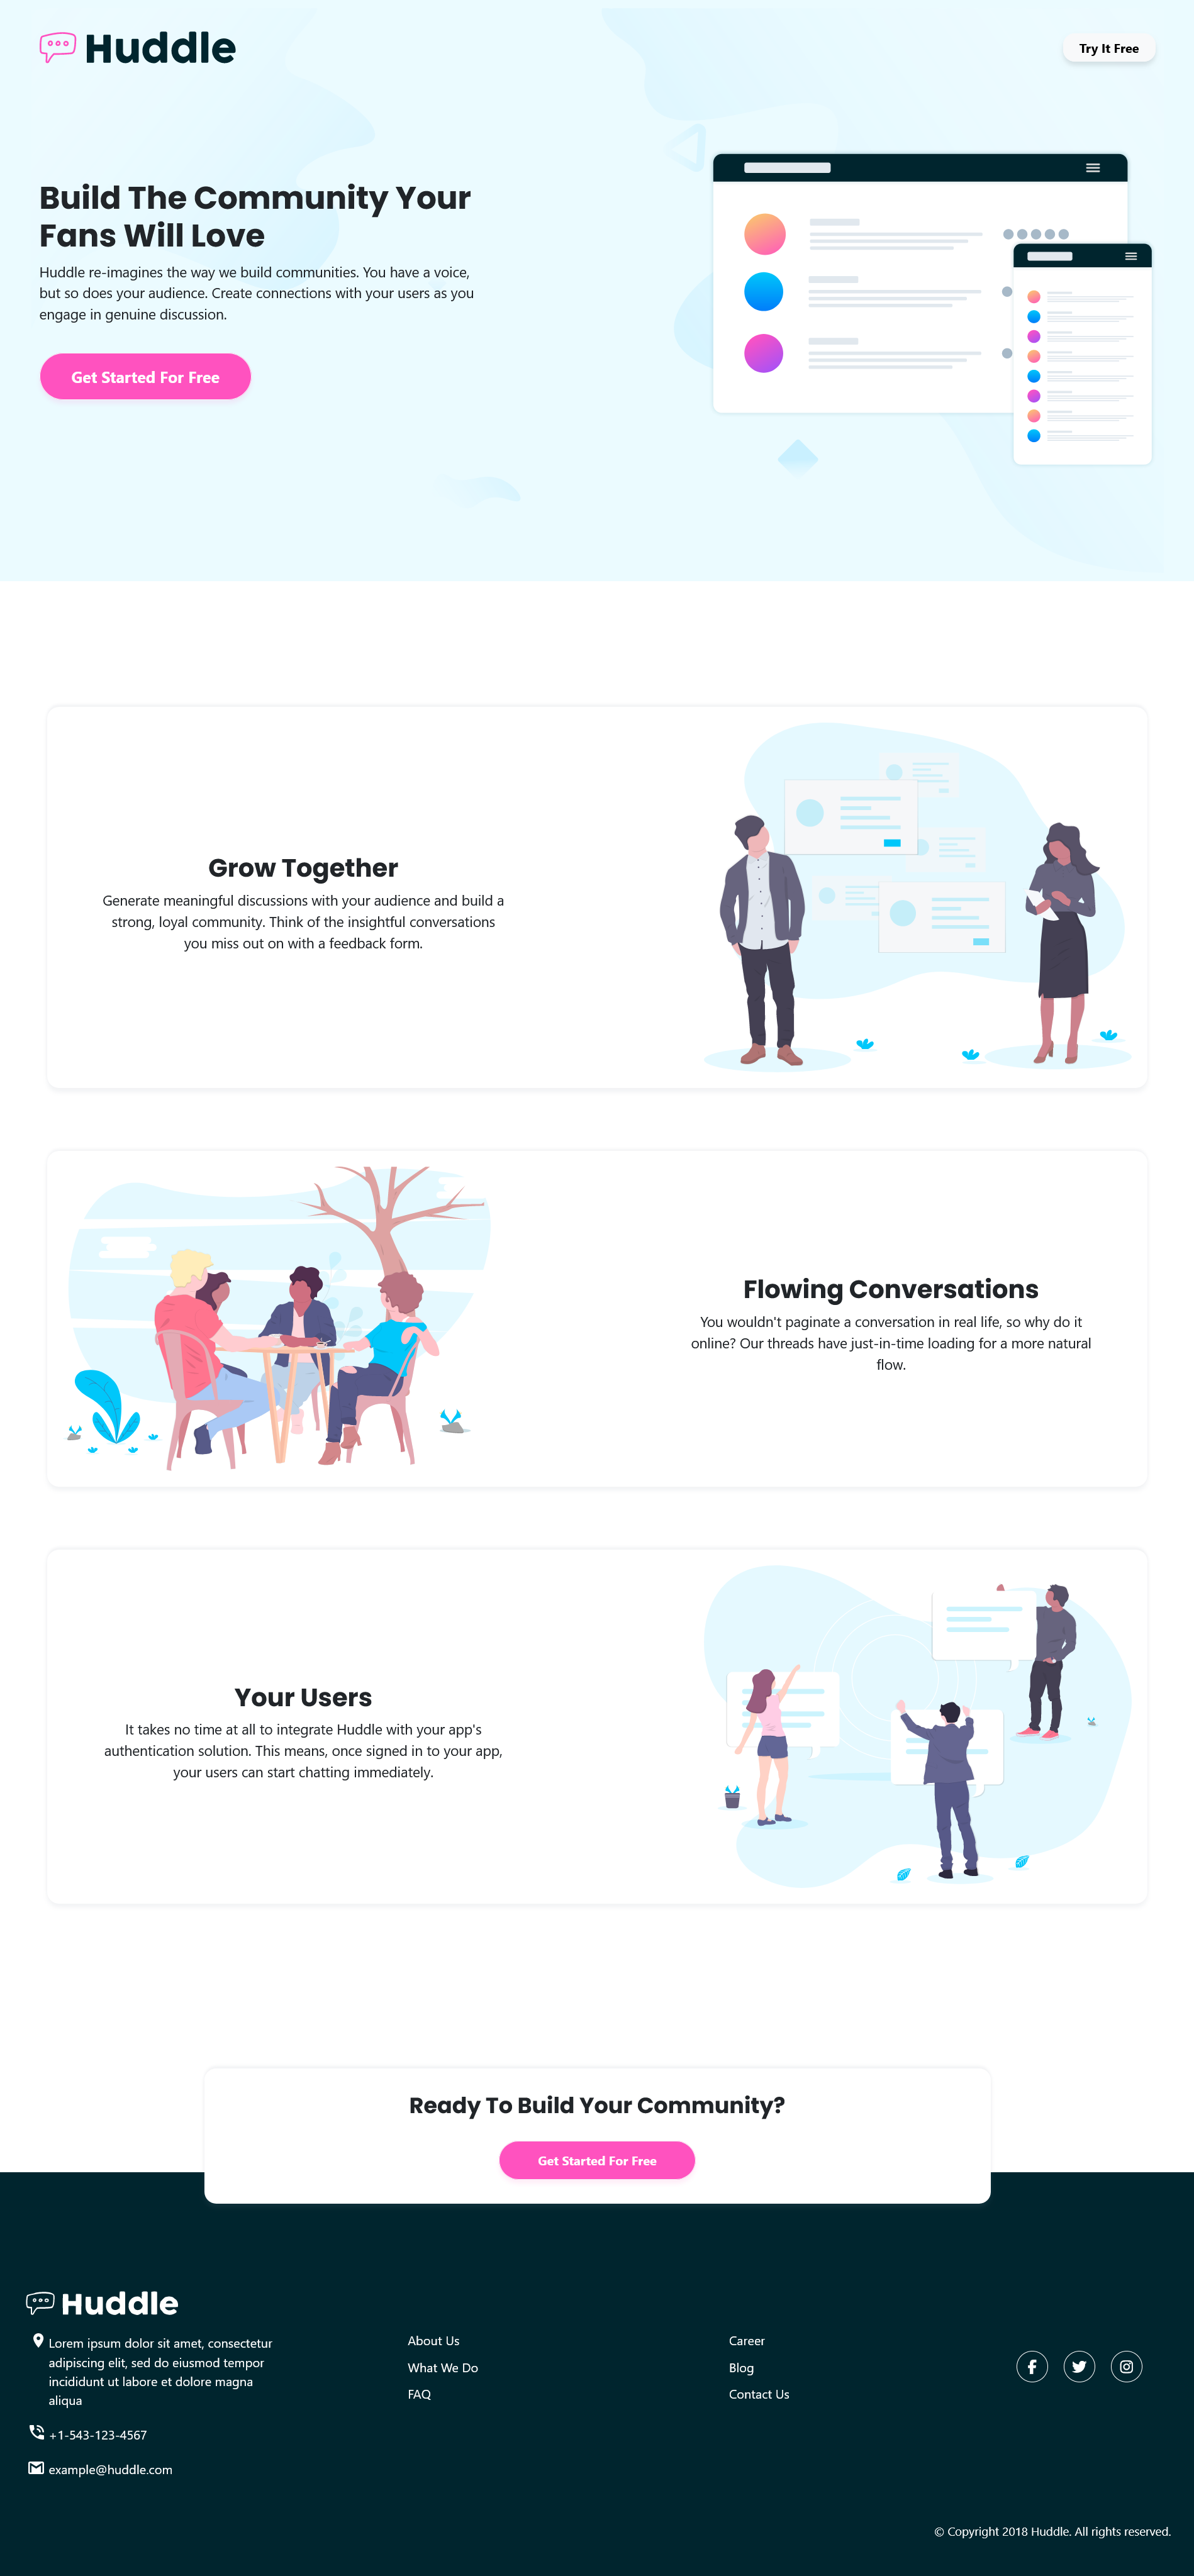 Huddle
Try It Free
Build The Community Your
Fans Will Love
Huddle re-imagines the way we build communities. You have a voice,
but so does your audience. Create connections with your users as you
engage in genuine discussion.
Get Started For Free
Grow Together
Generate meaningful discussions with your audience and build a
strong, loyal community. Think of the insightful conversations
you miss out on with a feedback form.
Flowing Conversations
You wouldn't paginate a conversation in real life, so why do it
online? Our threads have just-in-time loading for a more natural
flow.
Your Users
It takes no time at all to integrate Huddle with your app's
authentication solution. This means, once signed in to your app,
your users can start chatting immediately.
Ready To Build Your Community?
Get Started For Free
Huddle
Lorem ipsum dolor sit amet, consectetur
adipiscing elit, sed do eiusmod tempor
incididunt ut labore et dolore magna
aliqua
+1-543-123-4567
example@huddle.com
About Us
What We Do
FAQ
Career
Blog
Contact Us
© Copyright 2018 Huddle. All rights reserved.